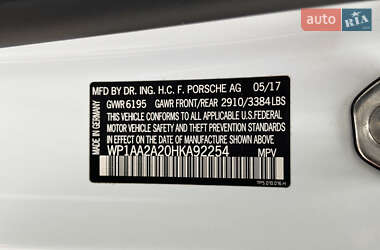 auto RIA
MFD BY DR. ING. H.C. F. PORSCHE AG 05/17
MADE IN GERMANY
GWR 6195 GAWR FRONT/REAR 2910/3384 LBS
THIS VEHICLE CONFORMS TO ALL APPLICABLE U.S.FEDERAL
MOTOR VEHICLE SAFETY AND THEFT PREVENTION STANDARDS
IN EFFECT ON THE DATE OF MANUFACTURE SHOWN ABOVE.
WP1AA2A20HKA92254 MPV